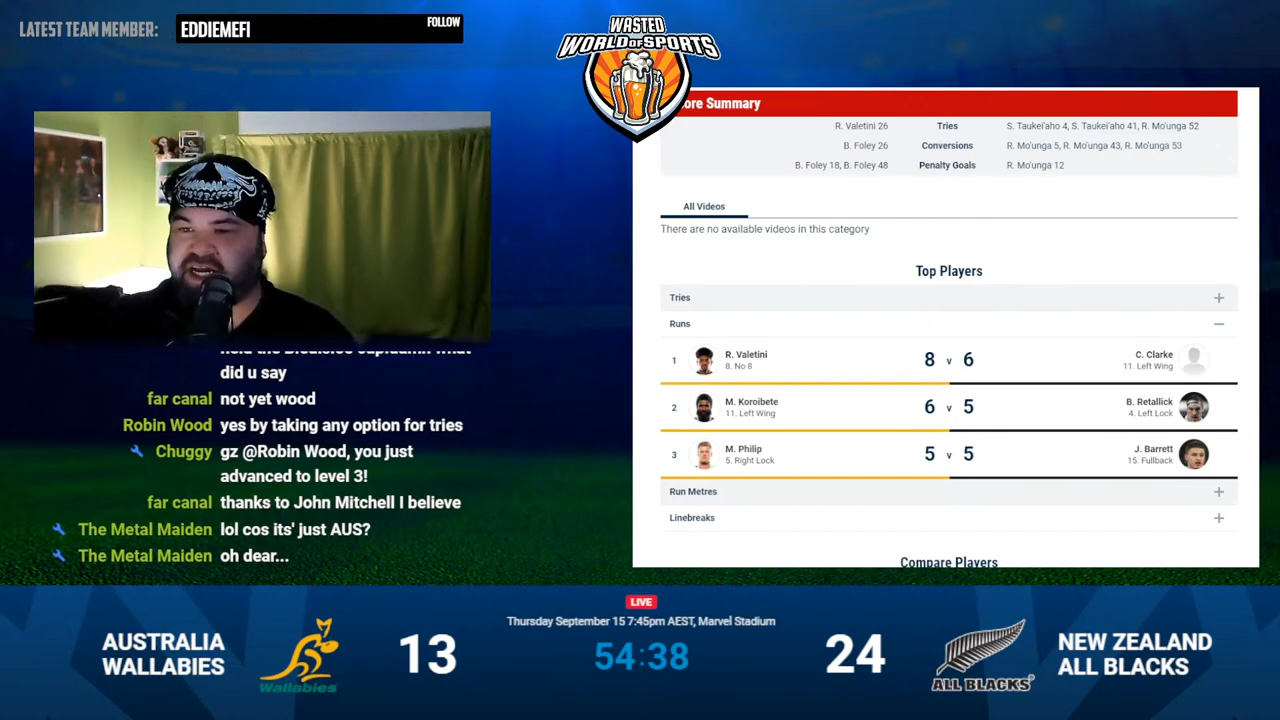 LATEST TEAM MEMBER:
EDDIEMEFI
FOLLOW
WASTED
WORLD OF SPORTS
ore Summary
R. Valetini 26 Tries S. Taukei'aho 4, S. Taukei'aho 41, R. Mo'unga 52
B. Foley 26 Conversions R. Mo'unga 5, R. Mo'unga 43, R. Mo'unga 53
B. Foley 18, B. Foley 48 Penalty Goals R. Mo'unga 12
All Videos
There are no available videos in this category
Top Players
Tries
Runs
1 R. Valetini 8 v 6 C. Clarke
8. No 8 11. Left Wing
2 M. Koroibete 6 v 5 B. Retallick
11. Left Wing 4. Left Lock
3 M. Philip 5 v 5 J. Barrett
5. Right Lock 15. Fullback
Run Metres
Linebreaks
Compare Players
did u say
far canal not yet wood
Robin Wood yes by taking any option for tries
Chuggy gz @Robin Wood, you just
advanced to level 3!
far canal thanks to John Mitchell I believe
The Metal Maiden lol cos its' just AUS?
The Metal Maiden oh dear...
LIVE
Thursday September 15 7:45pm AEST, Marvel Stadium
AUSTRALIA
WALLABIES
Wallabies
13
54:38
24
ALL BLACKS
NEW ZEALAND
ALL BLACKS